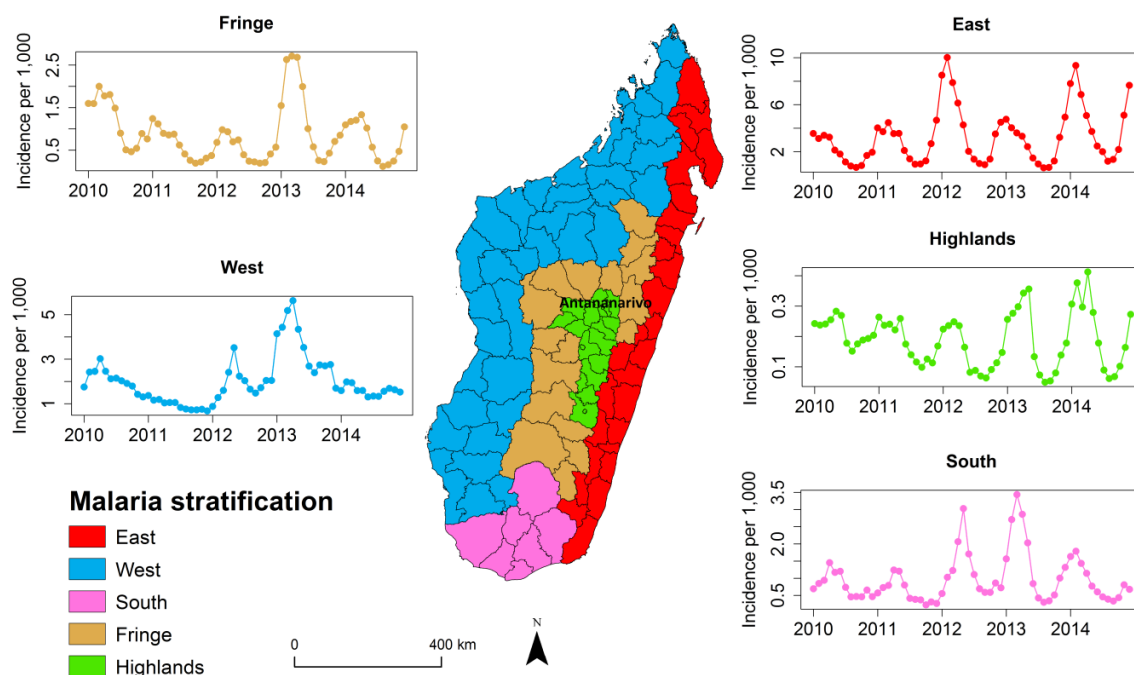 Fringe
Incidence per 1,000
0.5 1.5 2.5
2010 2011 2012 2013 2014
West
Incidence per 1,000
1 3 5
2010 2011 2012 2013 2014
Malaria stratification
East
West
South
Fringe
Highlands
Antananarivo
0 400 km
N
East
Incidence per 1,000
2 6 10
2010 2011 2012 2013 2014
Highlands
Incidence per 1,000
0.1 0.3
2010 2011 2012 2013 2014
South
Incidence per 1,000
0.5 2.0 3.5
2010 2011 2012 2013 2014